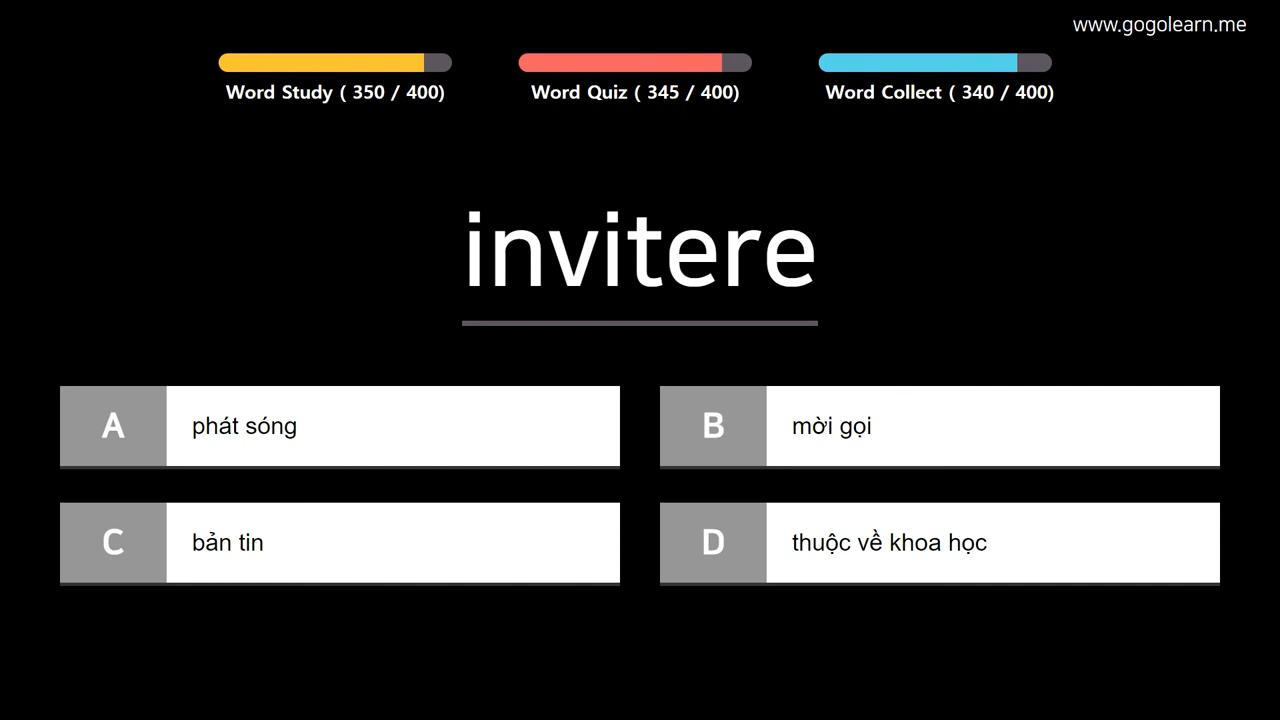 www.gogolearn.me
Word Study ( 350 / 400)
Word Quiz ( 345 / 400)
Word Collect ( 340 / 400)
invitere
A phát sóng
B mời gọi
C bản tin
D thuộc về khoa học